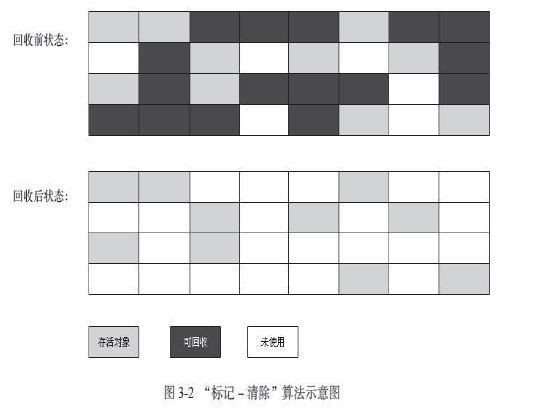 回收前状态：
回收后状态：
存活对象
可回收
未使用
图 3-2 “标记－清除”算法示意图